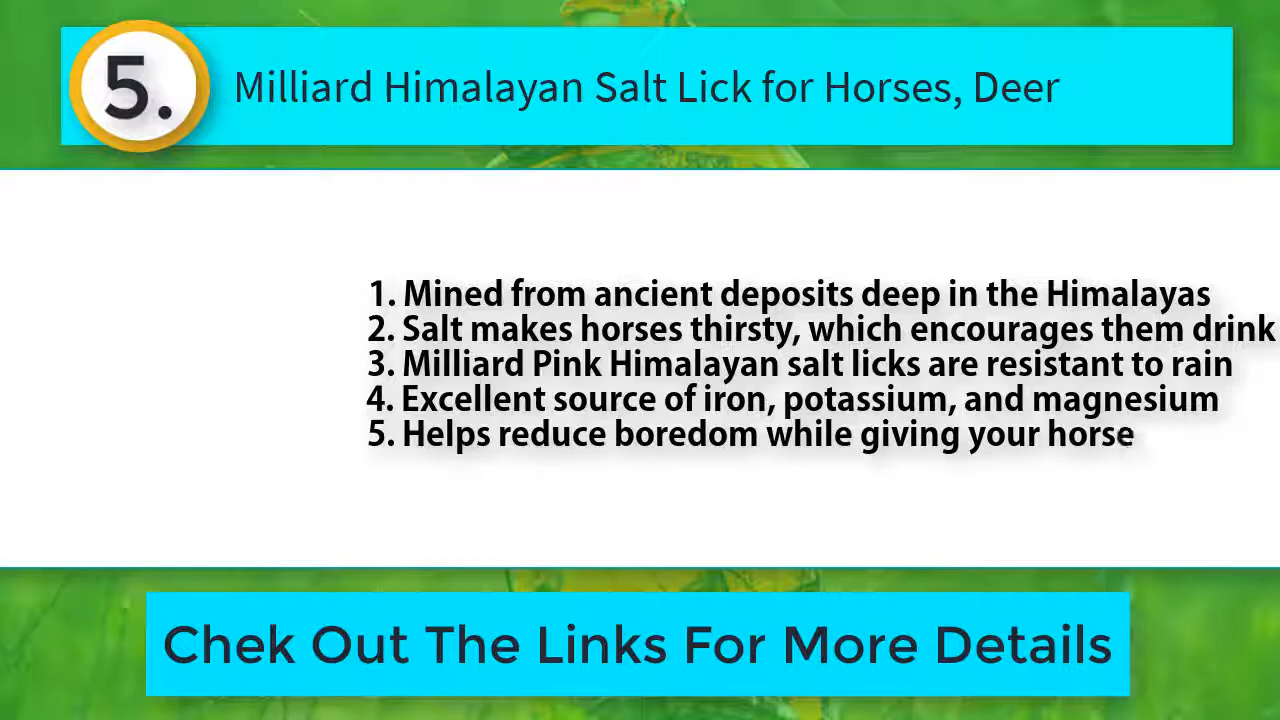 5.
Milliard Himalayan Salt Lick for Horses, Deer
1. Mined from ancient deposits deep in the Himalayas
2. Salt makes horses thirsty, which encourages them drink
3. Milliard Pink Himalayan salt licks are resistant to rain
4. Excellent source of iron, potassium, and magnesium
5. Helps reduce boredom while giving your horse
Chek Out The Links For More Details